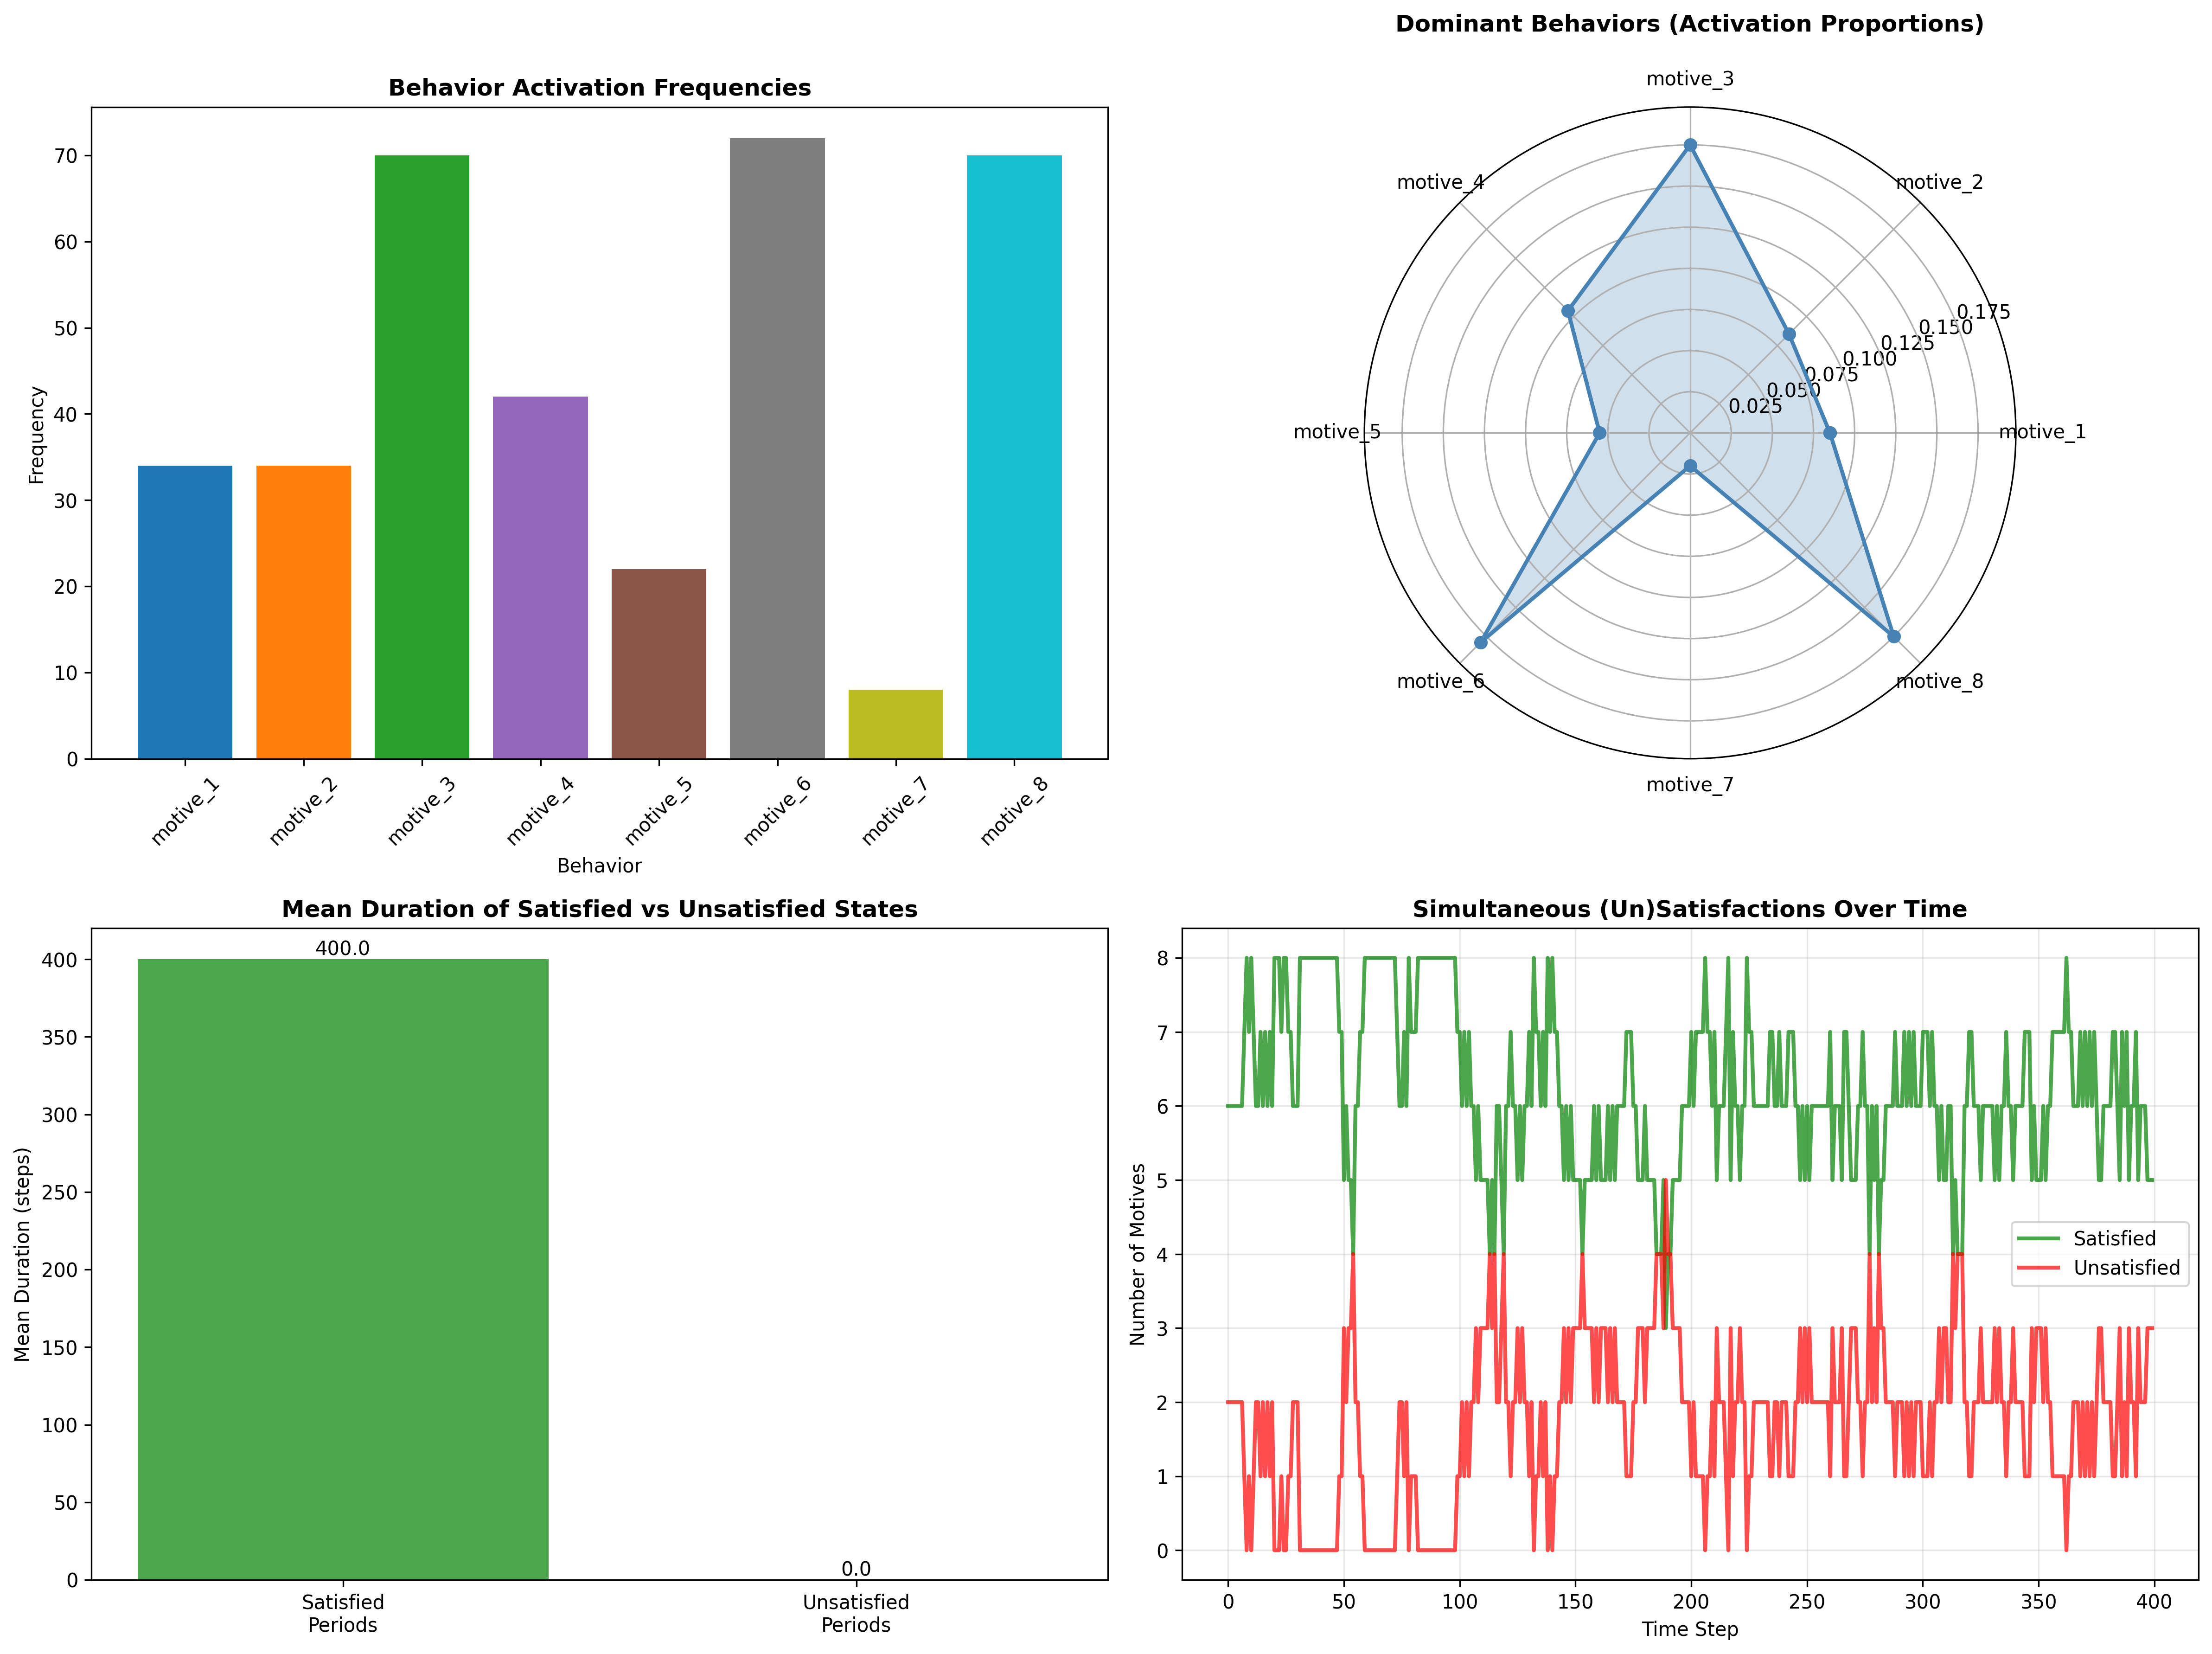 Behavior Activation Frequencies
Frequency
70
60
50
40
30
20
10
0
motive_1
motive_2
motive_3
motive_4
motive_5
motive_6
motive_7
motive_8
Behavior
Dominant Behaviors (Activation Proportions)
motive_3
motive_4
motive_2
0.175
0.150
0.125
0.100
0.075
0.050
0.025
motive_5
motive_1
motive_6
motive_8
motive_7
Mean Duration of Satisfied vs Unsatisfied States
Mean Duration (steps)
400
350
300
250
200
150
100
50
0
400.0
0.0
Satisfied
Periods
Unsatisfied
Periods
Simultaneous (Un)Satisfactions Over Time
Number of Motives
8
7
6
5
4
3
2
1
0
Satisfied
Unsatisfied
0
50
100
150
200
250
300
350
400
Time Step